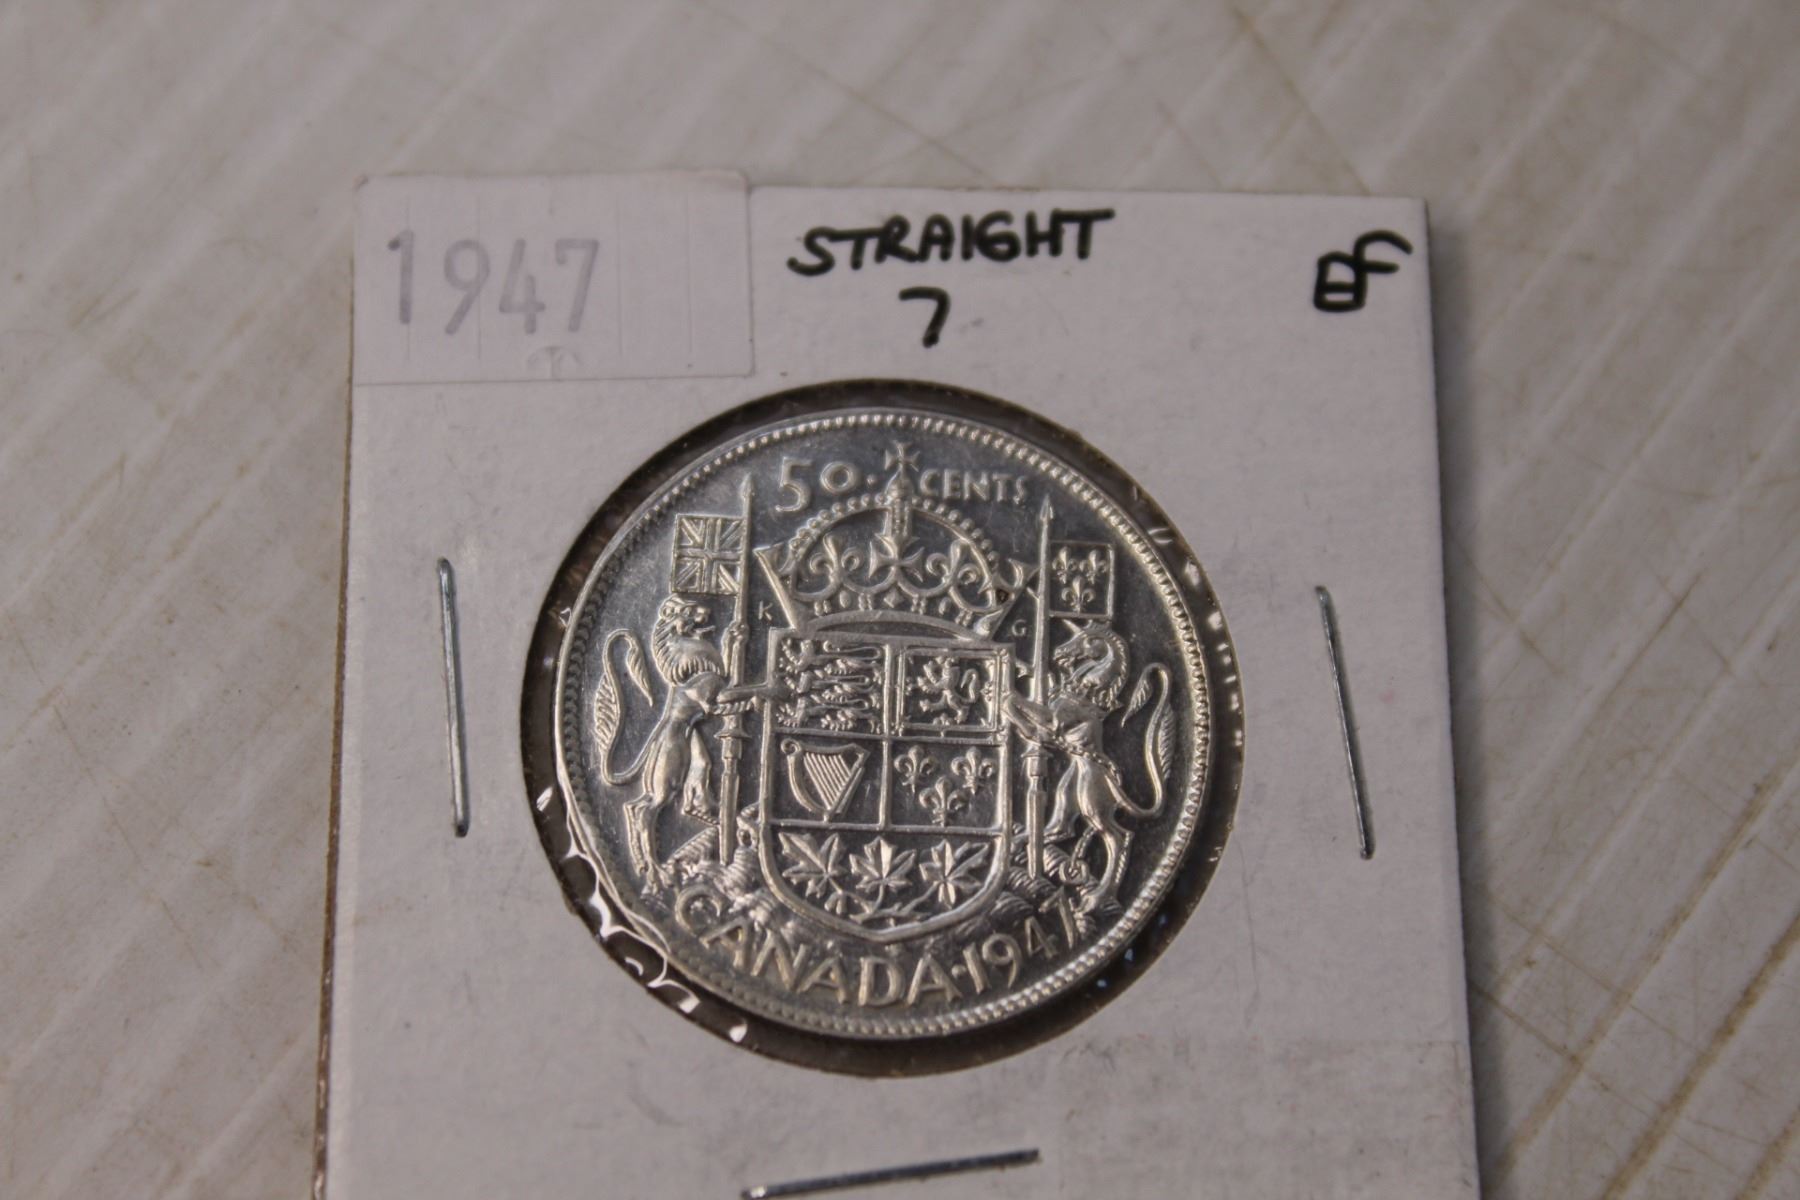 1947
STRAIGHT
7
EF
50 · CENTS
K
G
CANADA · 1947